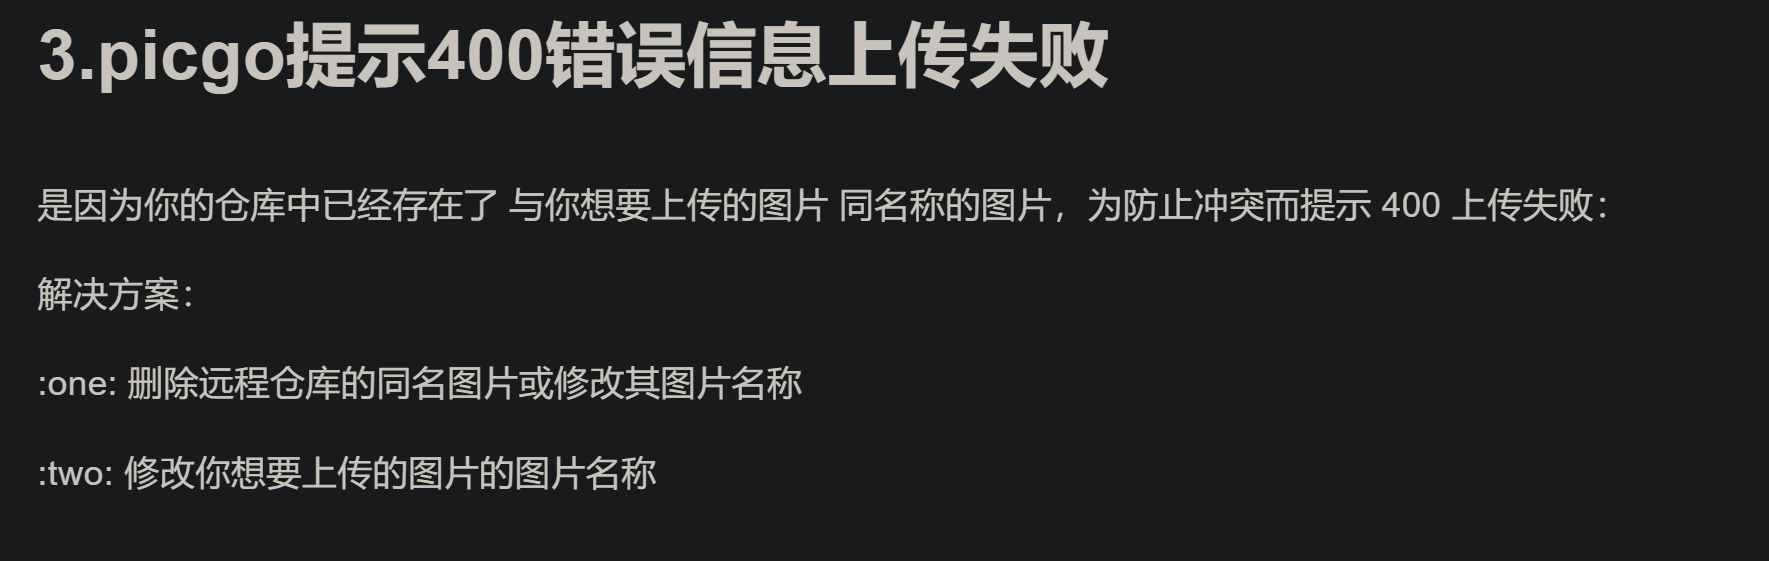 3.picgo提示400错误信息上传失败
是因为你的仓库中已经存在了 与你想要上传的图片 同名称的图片，为防止冲突而提示 400 上传失败：
解决方案：
:one: 删除远程仓库的同名图片或修改其图片名称
:two: 修改你想要上传的图片的图片名称